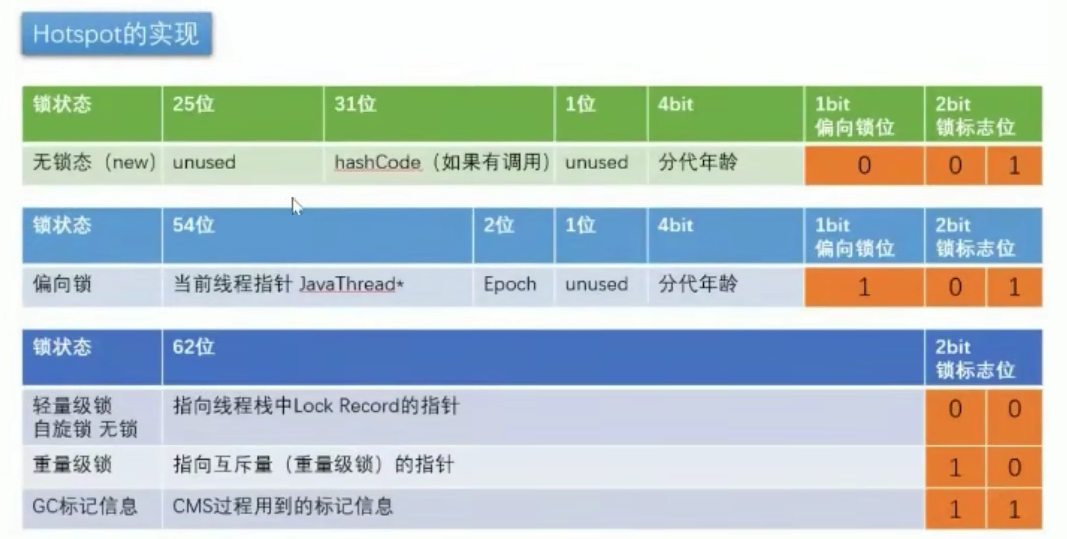 Hotspot的实现
锁状态 25位 31位 1位 4bit 1bit 2bit
偏向锁位 锁标志位
无锁态（new） unused hashCode（如果有调用） unused 分代年龄 0 0 1
锁状态 54位 2位 1位 4bit 1bit 2bit
偏向锁位 锁标志位
偏向锁 当前线程指针 JavaThread* Epoch unused 分代年龄 1 0 1
锁状态 62位 2bit
锁标志位
轻量级锁 指向线程栈中Lock Record的指针 0 0
自旋锁 无锁
重量级锁 指向互斥量（重量级锁）的指针 1 0
GC标记信息 CMS过程用到的标记信息 1 1